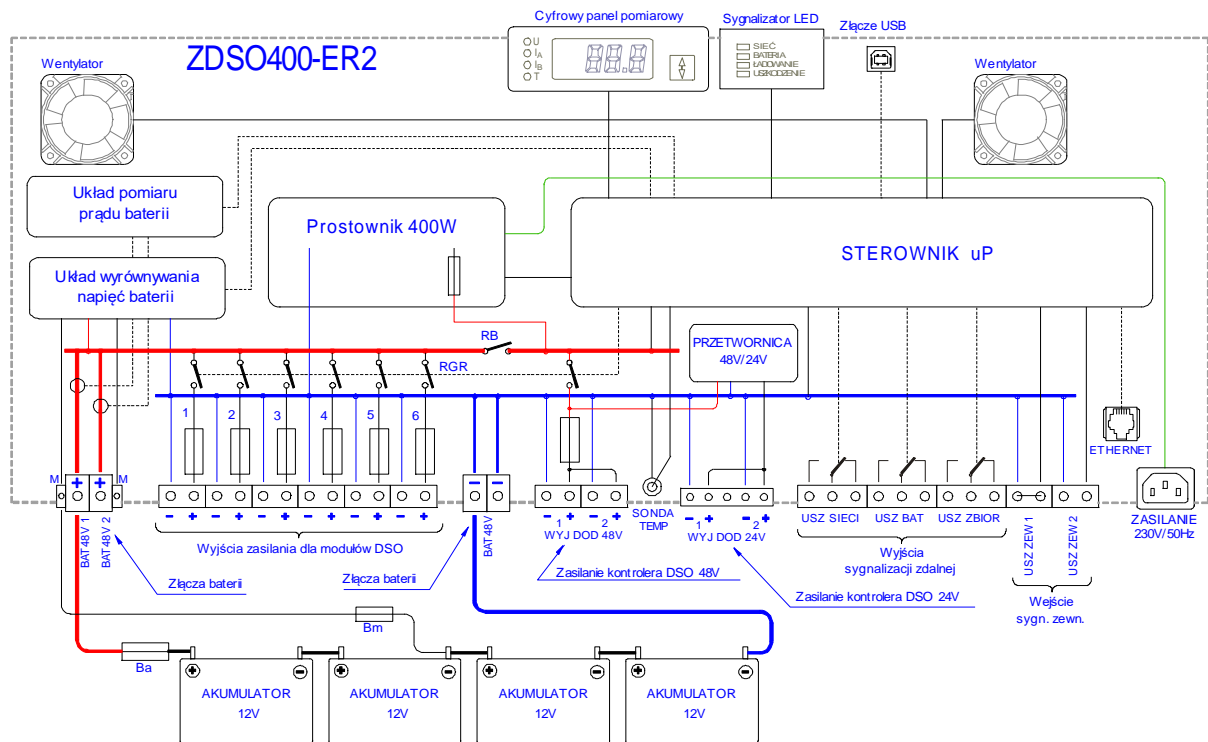 Cyfrowy panel pomiarowy
Sygnalizator LED
Złącze USB
ZDSO400-ER2
Wentylator
Wentylator
U
IA
IB
T
88.8
SIEĆ
BATERIA
ŁADOWANIE
USZKODZENIE
Układ pomiaru
prądu baterii
Prostownik 400W
STEROWNIK uP
Układ wyrównywania
napięć baterii
RB
RGR
PRZETWORNICA
48V/24V
1
2
3
4
5
6
ETHERNET
M
+
+
M
-
-
BAT 48V 1
BAT 48V 2
BAT 48V
- + - + - + - + - + - +
- 1 + - 2 +
WYJ DOD 48V
SONDA
TEMP
- 1 + - 2 +
WYJ DOD 24V
USZ SIECI
USZ BAT
USZ ZBIOR
USZ ZEW 1
USZ ZEW 2
ZASILANIE
230V/50Hz
Wyjścia zasilania dla modułów DSO
Złącza baterii
Złącza baterii
Zasilanie kontrolera DSO 48V
Zasilanie kontrolera DSO 24V
Wyjścia
sygnalizacji zdalnej
Wejście
sygn. zewn.
Ba
Bm
+ -
AKUMULATOR
12V
+ -
AKUMULATOR
12V
+ -
AKUMULATOR
12V
+ -
AKUMULATOR
12V